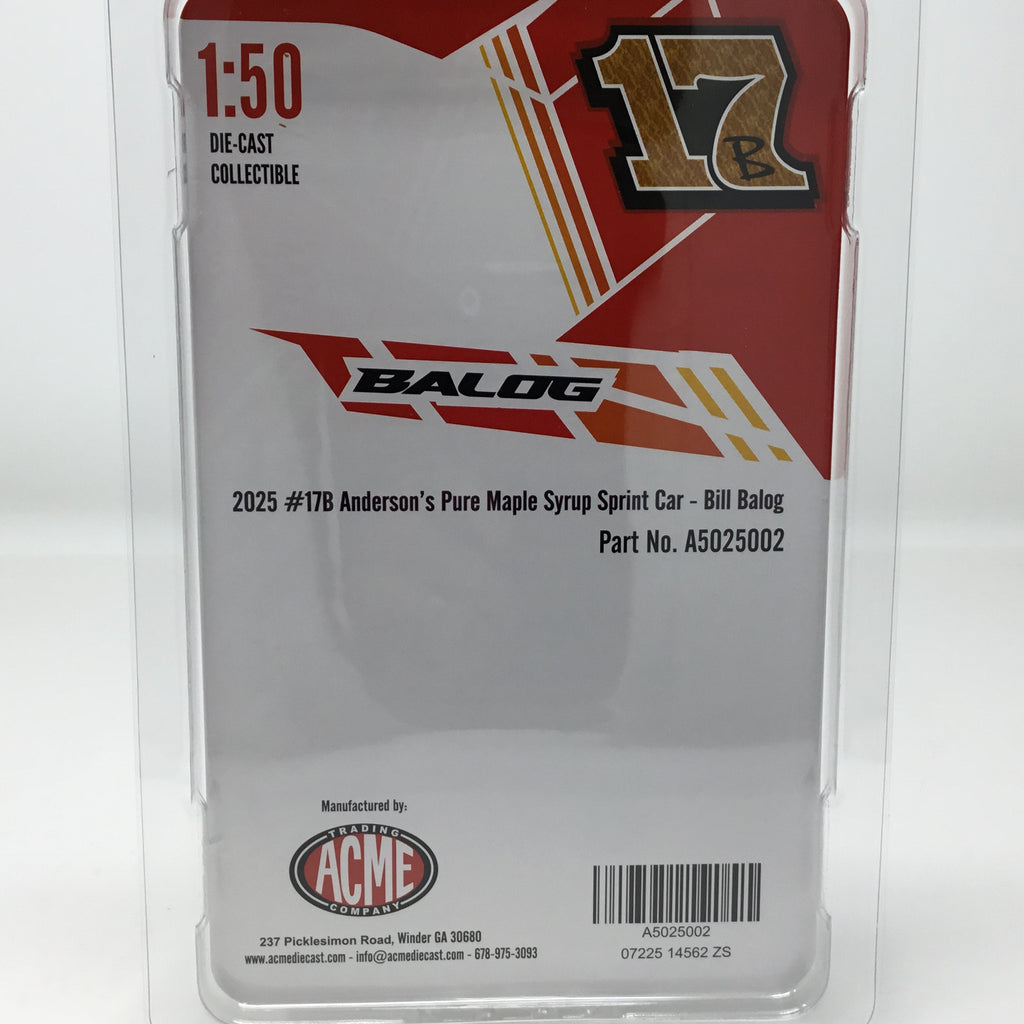 1:50
DIE-CAST
COLLECTIBLE
17
B
BALOG
2025 #17B Anderson's Pure Maple Syrup Sprint Car - Bill Balog
Part No. A5025002
Manufactured by:
TRADING
ACME
COMPANY
237 Picklesimon Road, Winder GA 30680
www.acmediecast.com - info@acmediecast.com - 678-975-3093
A5025002
07225 14562 ZS